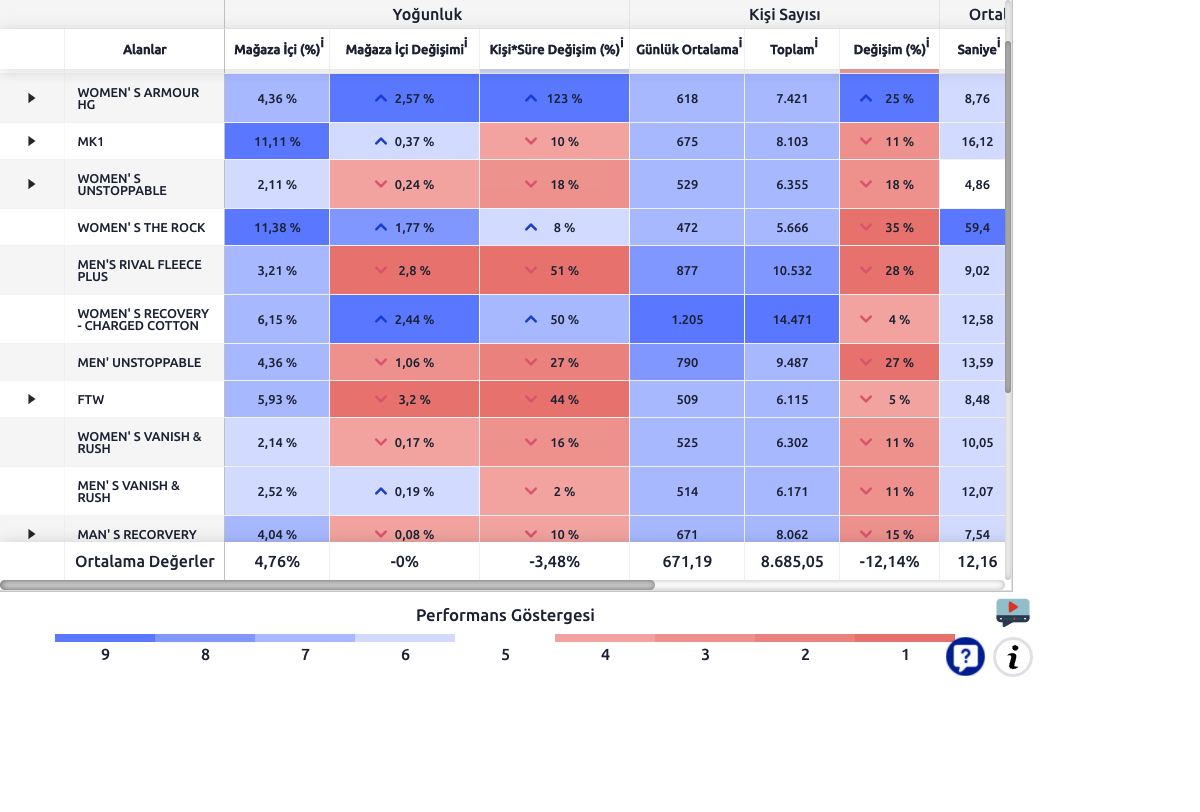 Yoğunluk Kişi Sayısı Ortal
Alanlar Mağaza İçi (%)i Mağaza İçi Değişimii Kişi*Süre Değişim (%)i Günlük Ortalamai Toplami Değişim (%)i Saniyei
WOMEN' S ARMOUR
HG
4,36 % 2,57 % 123 % 618 7.421 25 % 8,76
MK1 11,11 % 0,37 % 10 % 675 8.103 11 % 16,12
WOMEN' S
UNSTOPPABLE
2,11 % 0,24 % 18 % 529 6.355 18 % 4,86
WOMEN' S THE ROCK 11,38 % 1,77 % 8 % 472 5.666 35 % 59,4
MEN'S RIVAL FLEECE
PLUS
3,21 % 2,8 % 51 % 877 10.532 28 % 9,02
WOMEN' S RECOVERY
- CHARGED COTTON
6,15 % 2,44 % 50 % 1.205 14.471 4 % 12,58
MEN' UNSTOPPABLE 4,36 % 1,06 % 27 % 790 9.487 27 % 13,59
FTW 5,93 % 3,2 % 44 % 509 6.115 5 % 8,48
WOMEN' S VANISH &
RUSH
2,14 % 0,17 % 16 % 525 6.302 11 % 10,05
MEN' S VANISH &
RUSH
2,52 % 0,19 % 2 % 514 6.171 11 % 12,07
MAN' S RECORVERY 4,04 % 0,08 % 10 % 671 8.062 15 % 7,54
Ortalama Değerler 4,76% -0% -3,48% 671,19 8.685,05 -12,14% 12,16
Performans Göstergesi
9 8 7 6 5 4 3 2 1
? i